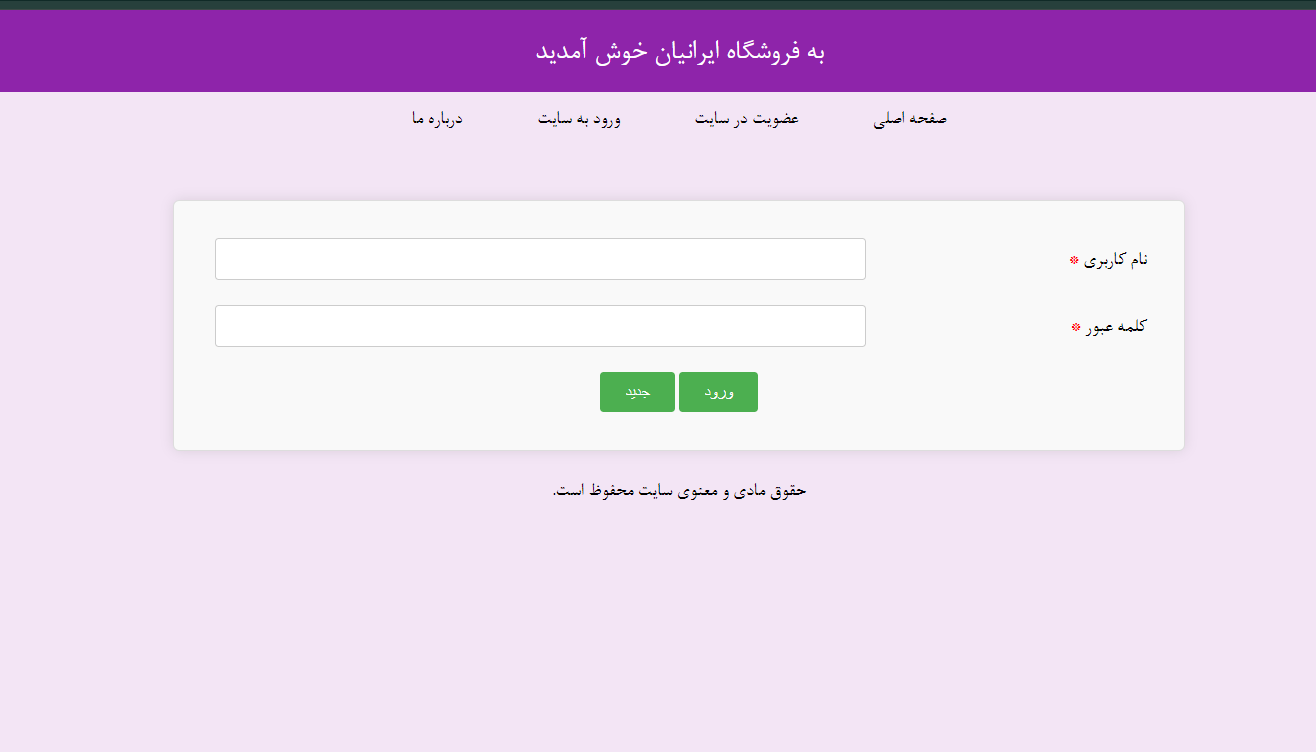 به فروشگاه ایرانیان خوش آمدید
صفحه اصلی عضویت در سایت ورود به سایت درباره ما
نام کاربری *
کلمه عبور *
ورود جدید
حقوق مادی و معنوی سایت محفوظ است.